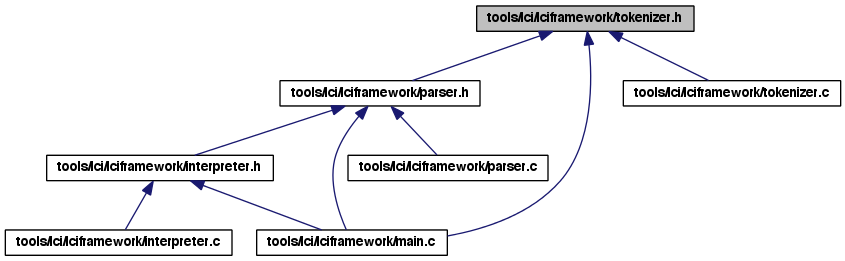 tools/lci/lciframework/tokenizer.h
tools/lci/lciframework/parser.h
tools/lci/lciframework/tokenizer.c
tools/lci/lciframework/interpreter.h
tools/lci/lciframework/parser.c
tools/lci/lciframework/interpreter.c
tools/lci/lciframework/main.c